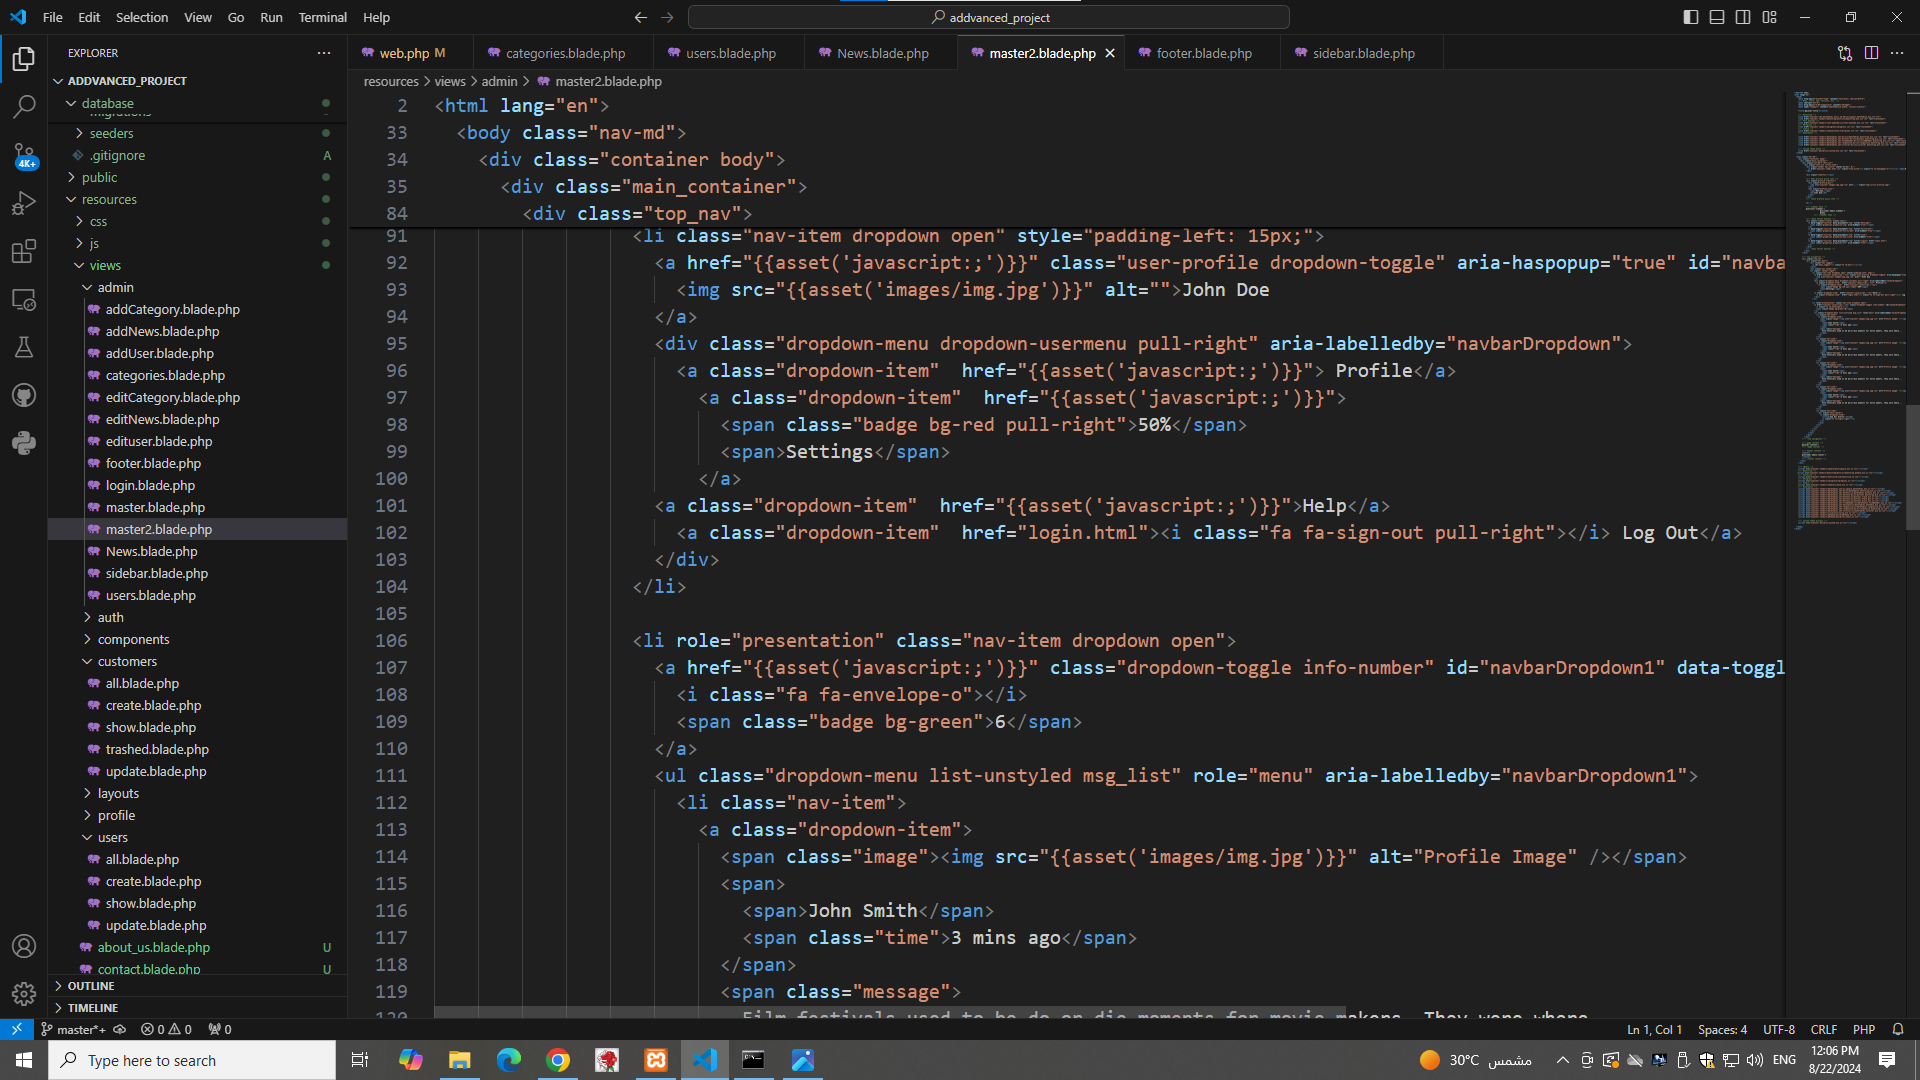 File Edit Selection View Go Run Terminal Help
addvanced_project
EXPLORER
ADDVANCED_PROJECT
database
migrations
seeders
.gitignore A
public
resources
css
js
views
admin
addCategory.blade.php
addNews.blade.php
addUser.blade.php
categories.blade.php
editCategory.blade.php
editNews.blade.php
edituser.blade.php
footer.blade.php
login.blade.php
master.blade.php
master2.blade.php
News.blade.php
sidebar.blade.php
users.blade.php
auth
components
customers
all.blade.php
create.blade.php
show.blade.php
trashed.blade.php
update.blade.php
layouts
profile
users
all.blade.php
create.blade.php
show.blade.php
update.blade.php
about_us.blade.php U
contact.blade.php U
OUTLINE
TIMELINE
4K+
web.php M categories.blade.php users.blade.php News.blade.php master2.blade.php footer.blade.php sidebar.blade.php
resources > views > admin > master2.blade.php
2 <html lang="en">
33 <body class="nav-md">
34 <div class="container body">
35 <div class="main_container">
84 <div class="top_nav">
91 <li class="nav-item dropdown open" style="padding-left: 15px;">
92 <a href="{{asset('javascript:;')}}" class="user-profile dropdown-toggle" aria-haspopup="true" id="navba
93 <img src="{{asset('images/img.jpg')}}" alt="">John Doe
94 </a>
95 <div class="dropdown-menu dropdown-usermenu pull-right" aria-labelledby="navbarDropdown">
96 <a class="dropdown-item"  href="{{asset('javascript:;')}}"> Profile</a>
97 <a class="dropdown-item"  href="{{asset('javascript:;')}}">
98 <span class="badge bg-red pull-right">50%</span>
99 <span>Settings</span>
100 </a>
101 <a class="dropdown-item"  href="{{asset('javascript:;')}}">Help</a>
102 <a class="dropdown-item"  href="login.html"><i class="fa fa-sign-out pull-right"></i> Log Out</a>
103 </div>
104 </li>
105
106 <li role="presentation" class="nav-item dropdown open">
107 <a href="{{asset('javascript:;')}}" class="dropdown-toggle info-number" id="navbarDropdown1" data-toggl
108 <i class="fa fa-envelope-o"></i>
109 <span class="badge bg-green">6</span>
110 </a>
111 <ul class="dropdown-menu list-unstyled msg_list" role="menu" aria-labelledby="navbarDropdown1">
112 <li class="nav-item">
113 <a class="dropdown-item">
114 <span class="image"><img src="{{asset('images/img.jpg')}}" alt="Profile Image" /></span>
115 <span>
116 <span>John Smith</span>
117 <span class="time">3 mins ago</span>
118 </span>
119 <span class="message">
120 Film festivals used to be do-or-die moments for movie makers. They were where
master*+ 0 0 0 Ln 1, Col 1 Spaces: 4 UTF-8 CRLF PHP
Type here to search
30°C مشمس ENG
12:06 PM
8/22/2024